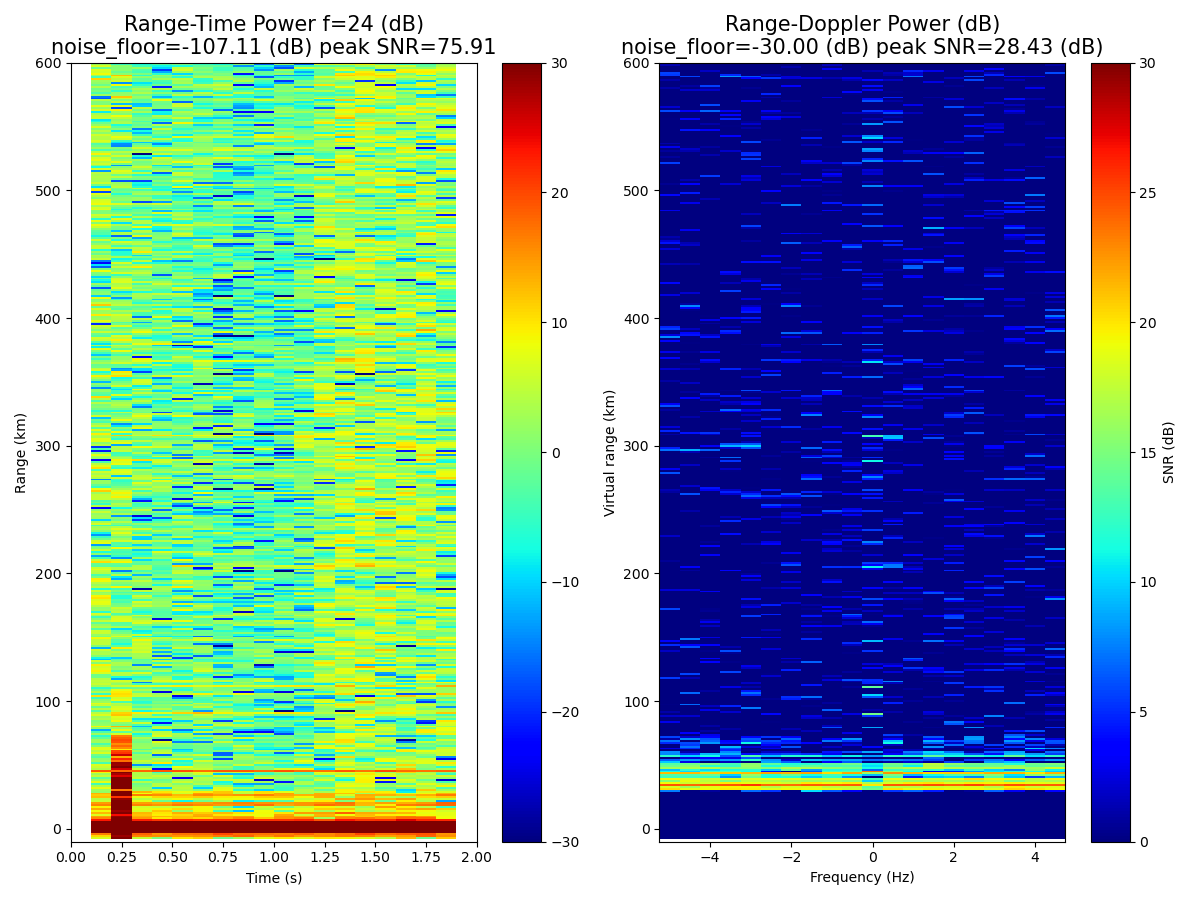 Range-Time Power f=24 (dB)
noise_floor=-107.11 (dB) peak SNR=75.91
600
500
400
300
200
100
0
Range (km)
0.00 0.25 0.50 0.75 1.00 1.25 1.50 1.75 2.00
Time (s)
30
20
10
0
−10
−20
−30
Range-Doppler Power (dB)
noise_floor=-30.00 (dB) peak SNR=28.43 (dB)
600
500
400
300
200
100
0
Virtual range (km)
−4 −2 0 2 4
Frequency (Hz)
30
25
20
15
10
5
0
SNR (dB)